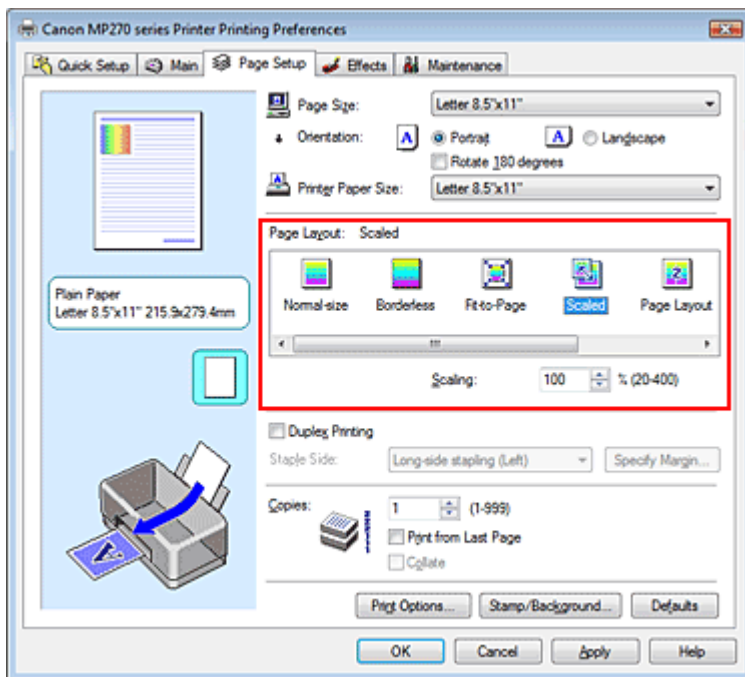 Canon MP270 series Printer Printing Preferences
Quick Setup Main Page Setup Effects Maintenance
Page Size: Letter 8.5"x11"
Orientation: A Portrait A Landscape
Rotate 180 degrees
Printer Paper Size: Letter 8.5"x11"
Page Layout: Scaled
Normal-size Borderless Fit-to-Page Scaled Page Layout
Scaling: 100 % (20-400)
Plain Paper
Letter 8.5"x11" 215.9x279.4mm
Duplex Printing
Staple Side: Long-side stapling (Left) Specify Margin...
Copies: 1 (1-999)
Print from Last Page
Collate
Print Options... Stamp/Background... Defaults
OK Cancel Apply Help